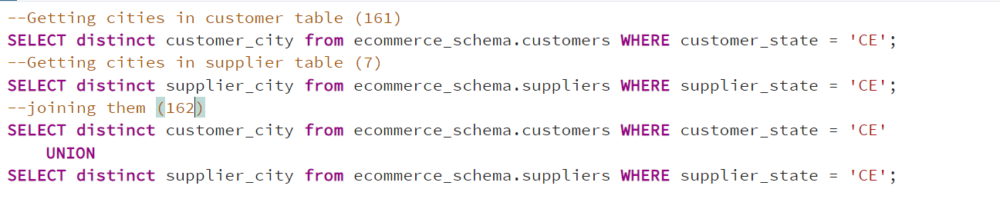 --Getting cities in customer table (161)
SELECT distinct customer_city from ecommerce_schema.customers WHERE customer_state = 'CE';
--Getting cities in supplier table (7)
SELECT distinct supplier_city from ecommerce_schema.suppliers WHERE supplier_state = 'CE';
--joining them (162)
SELECT distinct customer_city from ecommerce_schema.customers WHERE customer_state = 'CE'
    UNION
SELECT distinct supplier_city from ecommerce_schema.suppliers WHERE supplier_state = 'CE';